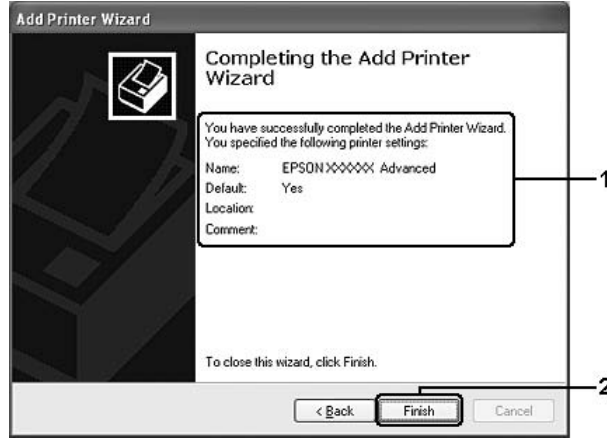 Add Printer Wizard
Completing the Add Printer
Wizard
You have successfully completed the Add Printer Wizard.
You specified the following printer settings:
Name: EPSON XXXXXX Advanced
Default: Yes
Location:
Comment:
1
To close this wizard, click Finish.
2
< Back Finish Cancel